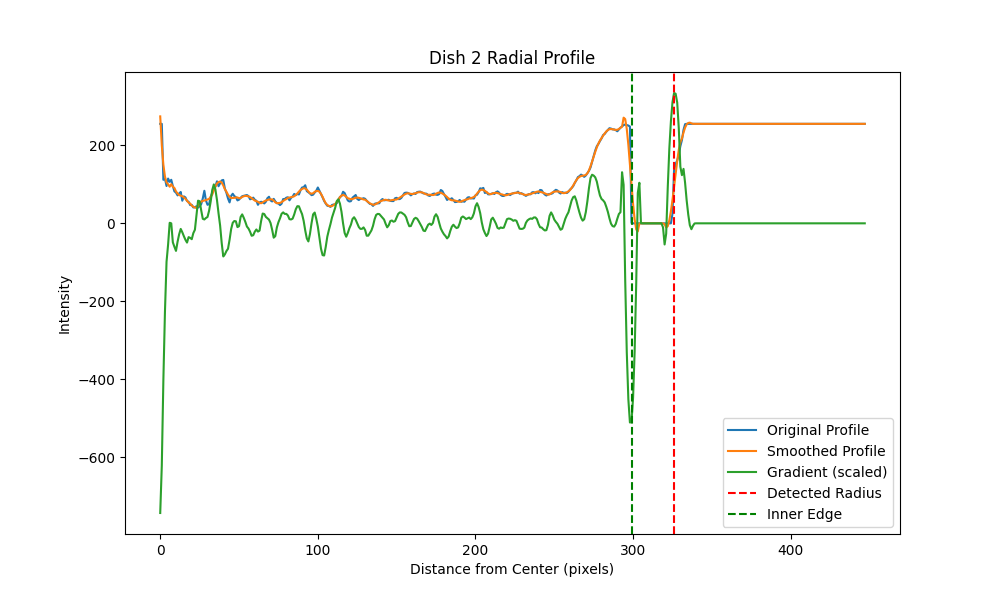 Dish 2 Radial Profile
Intensity
200
0
−200
−400
−600
0 100 200 300 400
Distance from Center (pixels)
Original Profile
Smoothed Profile
Gradient (scaled)
Detected Radius
Inner Edge